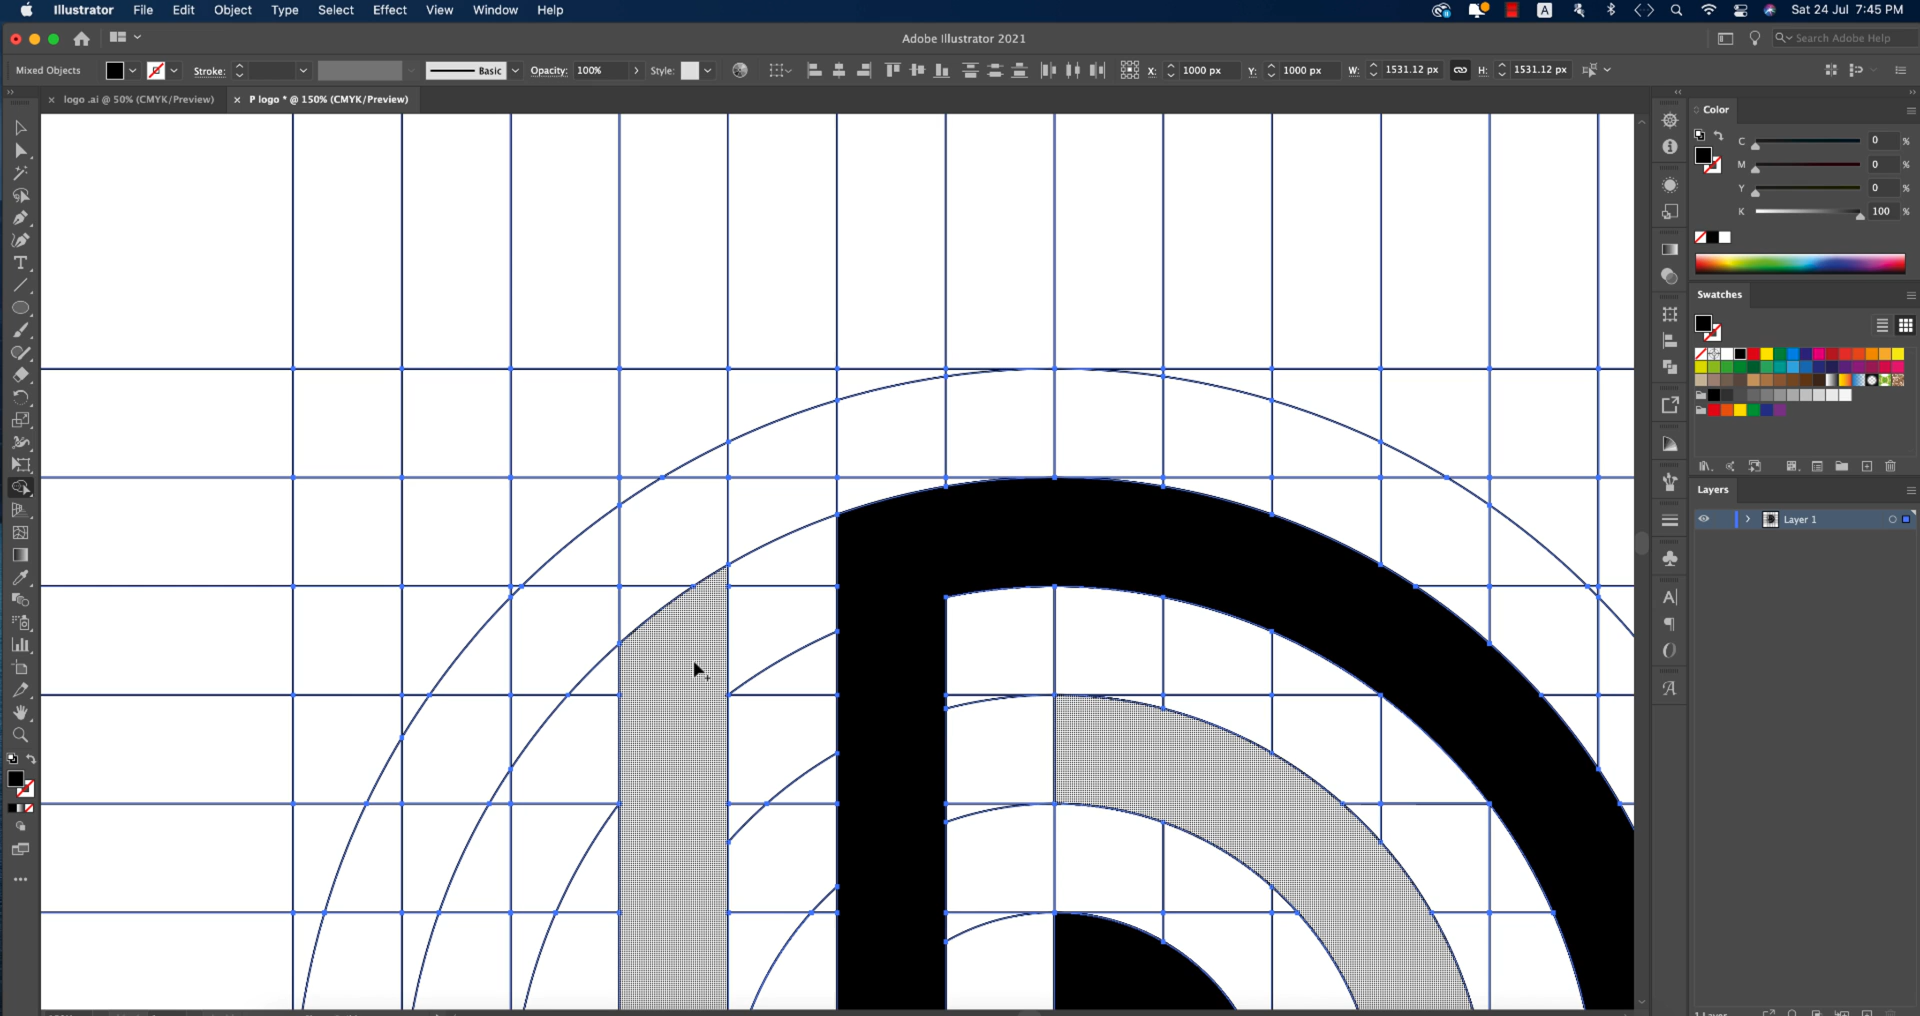 Illustrator File Edit Object Type Select Effect View Window Help
A Sat 24 Jul 7:45 PM
Adobe Illustrator 2021
Search Adobe Help
Mixed Objects Stroke: Basic Opacity: 100% Style: X: 1000 px Y: 1000 px W: 1531.12 px H: 1531.12 px
× logo .ai @ 50% (CMYK/Preview) × P logo * @ 150% (CMYK/Preview)
Color
C 0 %
M 0 %
Y 0 %
K 100 %
Swatches
Layers
Layer 1